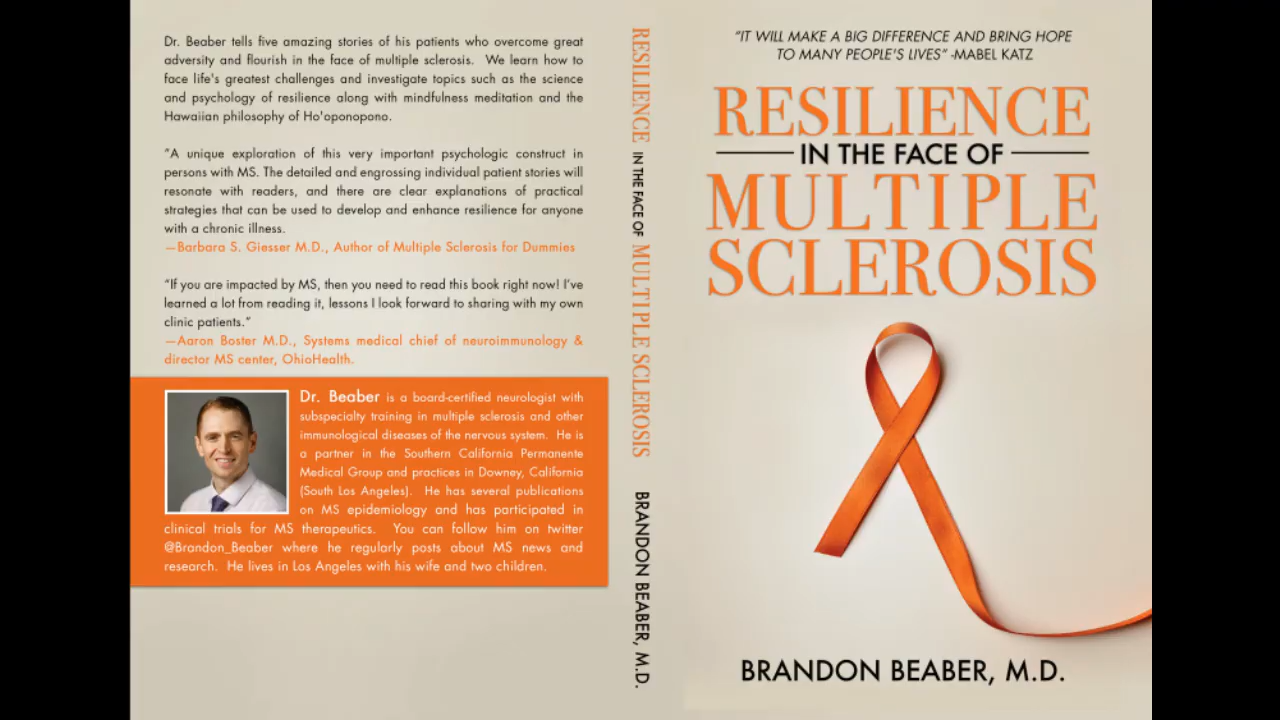 Dr. Beaber tells five amazing stories of his patients who overcome great
adversity and flourish in the face of multiple sclerosis. We learn how to
face life's greatest challenges and investigate topics such as the science
and psychology of resilience along with mindfulness meditation and the
Hawaiian philosophy of Ho'oponopono.
"A unique exploration of this very important psychologic construct in
persons with MS. The detailed and engrossing individual patient stories will
resonate with readers, and there are clear explanations of practical
strategies that can be used to develop and enhance resilience for anyone
with a chronic illness.
—Barbara S. Giesser M.D., Author of Multiple Sclerosis for Dummies
"If you are impacted by MS, then you need to read this book right now! I've
learned a lot from reading it, lessons I look forward to sharing with my own
clinic patients."
—Aaron Boster M.D., Systems medical chief of neuroimmunology &
director MS center, OhioHealth.
Dr. Beaber is a board-certified neurologist with
subspecialty training in multiple sclerosis and other
immunological diseases of the nervous system. He is
a partner in the Southern California Permanente
Medical Group and practices in Downey, California
(South Los Angeles). He has several publications
on MS epidemiology and has participated in
clinical trials for MS therapeutics. You can follow him on twitter
@Brandon_Beaber where he regularly posts about MS news and
research. He lives in Los Angeles with his wife and two children.
RESILIENCE IN THE FACE OF MULTIPLE SCLEROSIS BRANDON BEABER, M.D.
"IT WILL MAKE A BIG DIFFERENCE AND BRING HOPE
TO MANY PEOPLE'S LIVES" -MABEL KATZ
RESILIENCE
IN THE FACE OF
MULTIPLE
SCLEROSIS
BRANDON BEABER, M.D.